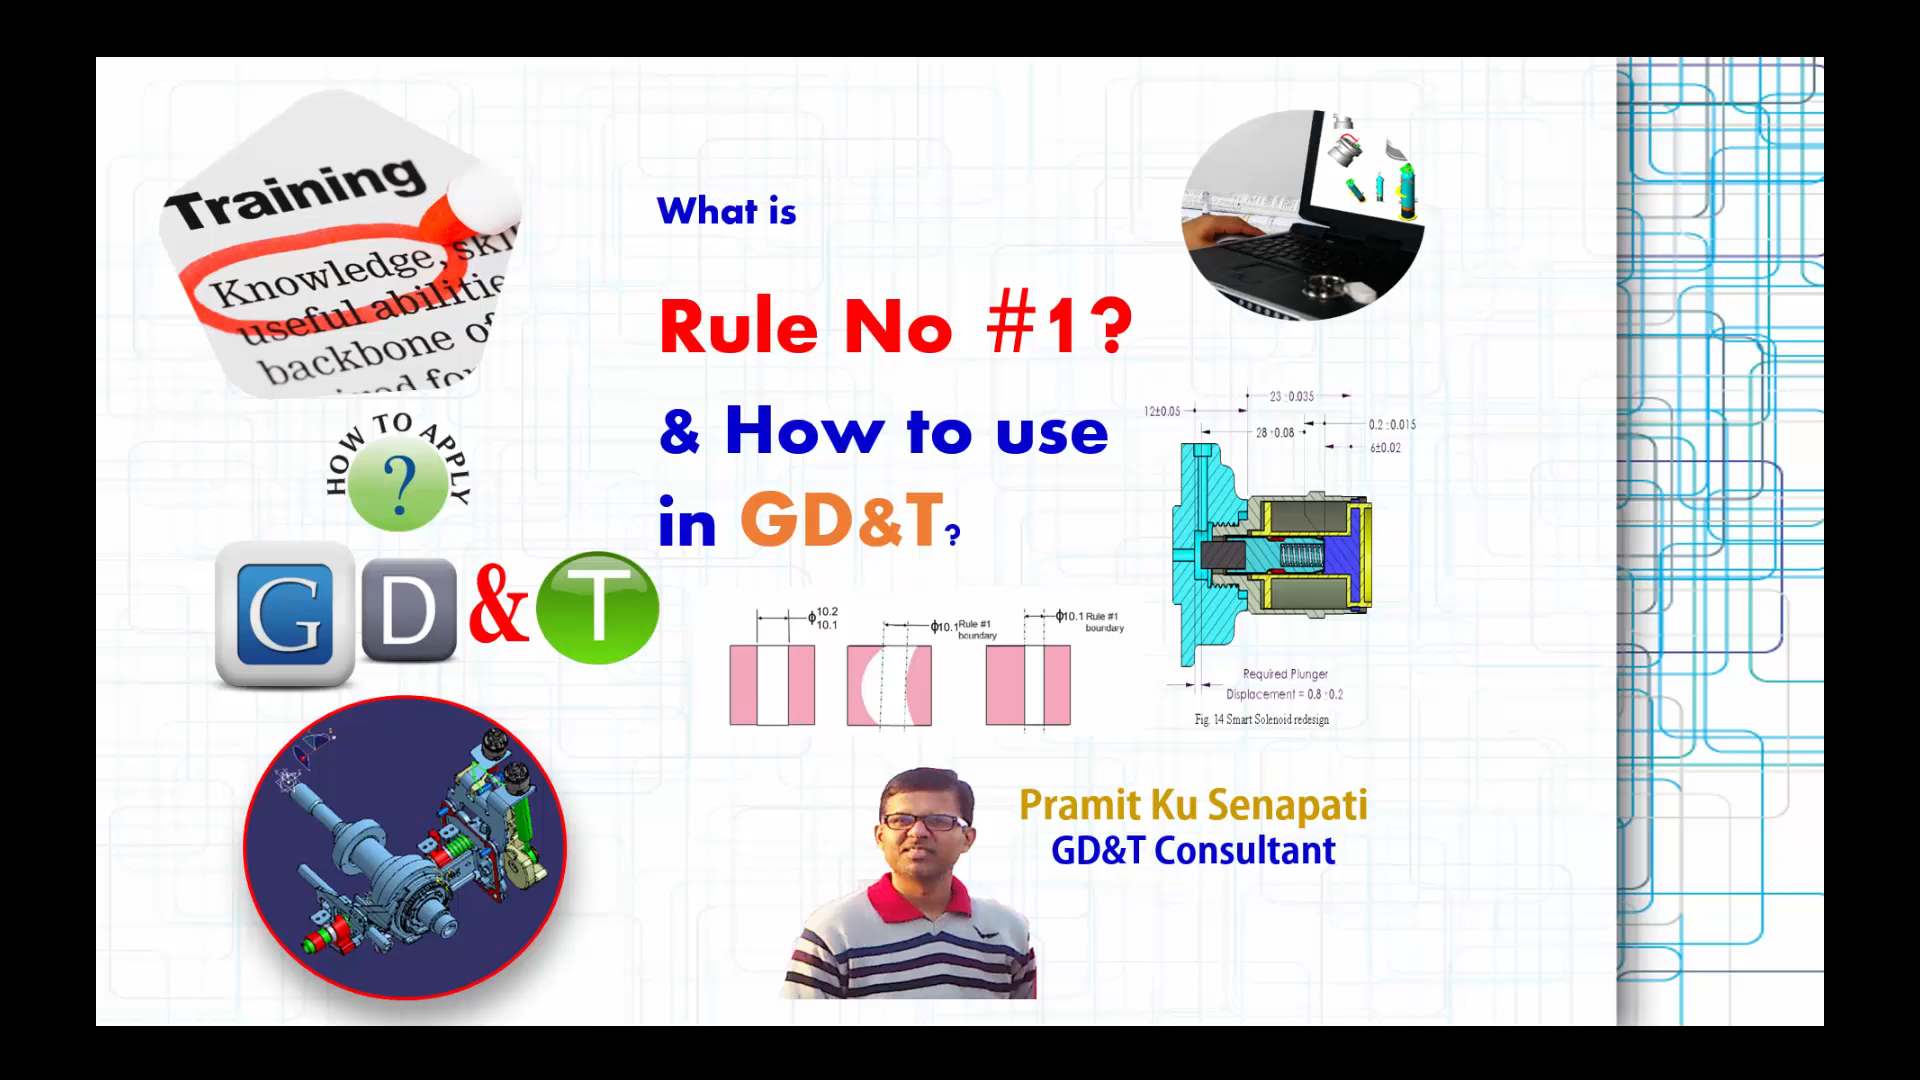 Training
Knowledge, skil
useful abilitie
backbone of
HOW TO APPLY
?
G D & T
What is
Rule No #1?
& How to use
in GD&T?
ϕ10.2
10.1
ϕ10.1 Rule #1
boundary
ϕ10.1 Rule #1
boundary
23 ±0.035
12±0.05
0.2 ±0.015
28 ±0.08
6±0.02
Required Plunger
Displacement = 0.8 ±0.2
Fig. 14 Smart Solenoid redesign
Pramit Ku Senapati
GD&T Consultant